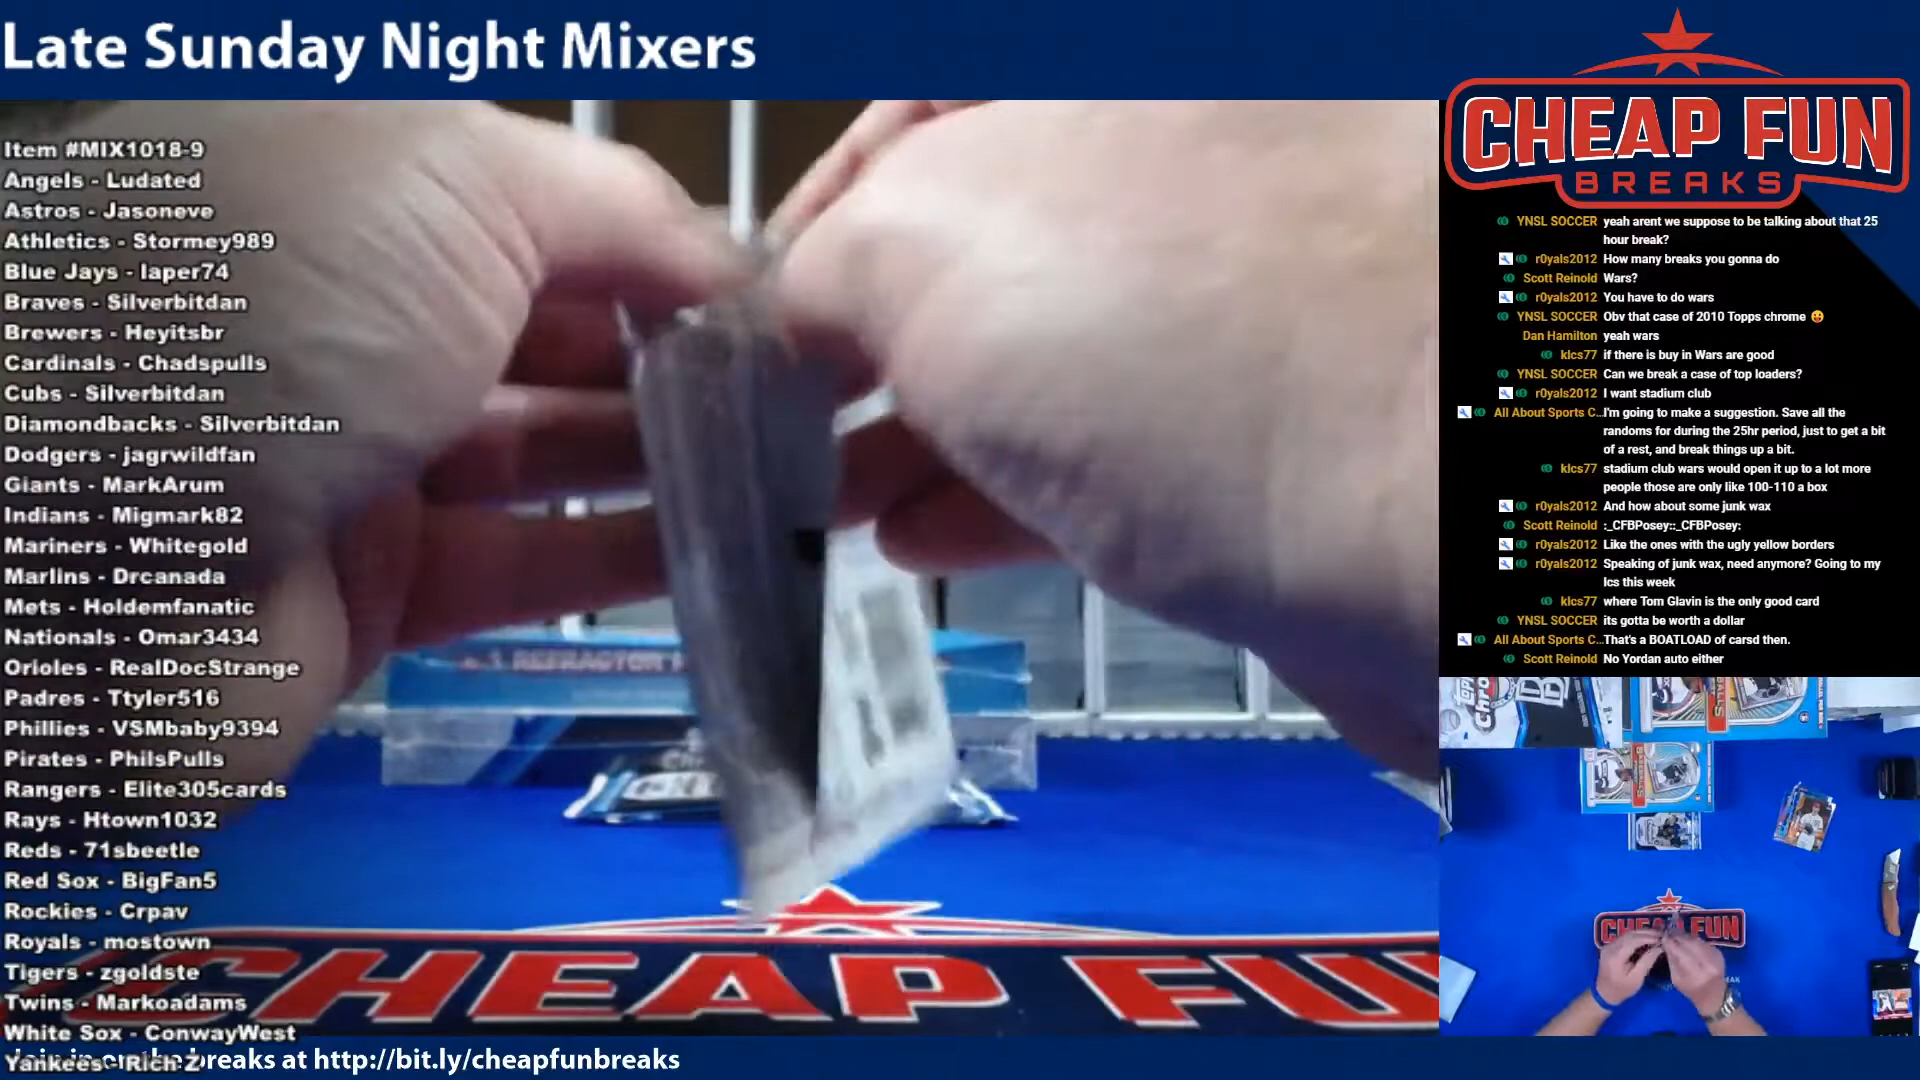 Late Sunday Night Mixers
Item #MIX1018-9
Angels - Ludated
Astros - Jasoneve
Athletics - Stormey989
Blue Jays - laper74
Braves - Silverbitdan
Brewers - Heyitsbr
Cardinals - Chadspulls
Cubs - Silverbitdan
Diamondbacks - Silverbitdan
Dodgers - jagrwildfan
Giants - MarkArum
Indians - Migmark82
Mariners - Whitegold
Marlins - Drcanada
Mets - Holdemfanatic
Nationals - Omar3434
Orioles - RealDocStrange
Padres - Ttyler516
Phillies - VSMbaby9394
Pirates - PhilsPulls
Rangers - Elite305cards
Rays - Htown1032
Reds - 71sbeetle
Red Sox - BigFan5
Rockies - Crpav
Royals - mostown
Tigers - zgoldste
Twins - Markoadams
White Sox - ConwayWest
Yankees - Rich Z
breaks at http://bit.ly/cheapfunbreaks
REFRACTOR
CHEAP FU
CHEAP FUN
BREAKS
YNSL SOCCER yeah arent we suppose to be talking about that 25
hour break?
r0yals2012 How many breaks you gonna do
Scott Reinold Wars?
r0yals2012 You have to do wars
YNSL SOCCER Obv that case of 2010 Topps chrome 😛
Dan Hamilton yeah wars
klcs77 if there is buy in Wars are good
YNSL SOCCER Can we break a case of top loaders?
r0yals2012 I want stadium club
All About Sports C... I'm going to make a suggestion. Save all the
randoms for during the 25hr period, just to get a bit
of a rest, and break things up a bit.
klcs77 stadium club wars would open it up to a lot more
people those are only like 100-110 a box
r0yals2012 And how about some junk wax
Scott Reinold :_CFBPosey::_CFBPosey:
r0yals2012 Like the ones with the ugly yellow borders
r0yals2012 Speaking of junk wax, need anymore? Going to my
lcs this week
klcs77 where Tom Glavin is the only good card
YNSL SOCCER its gotta be worth a dollar
All About Sports C... That's a BOATLOAD of carsd then.
Scott Reinold No Yordan auto either
CHEAP FUN